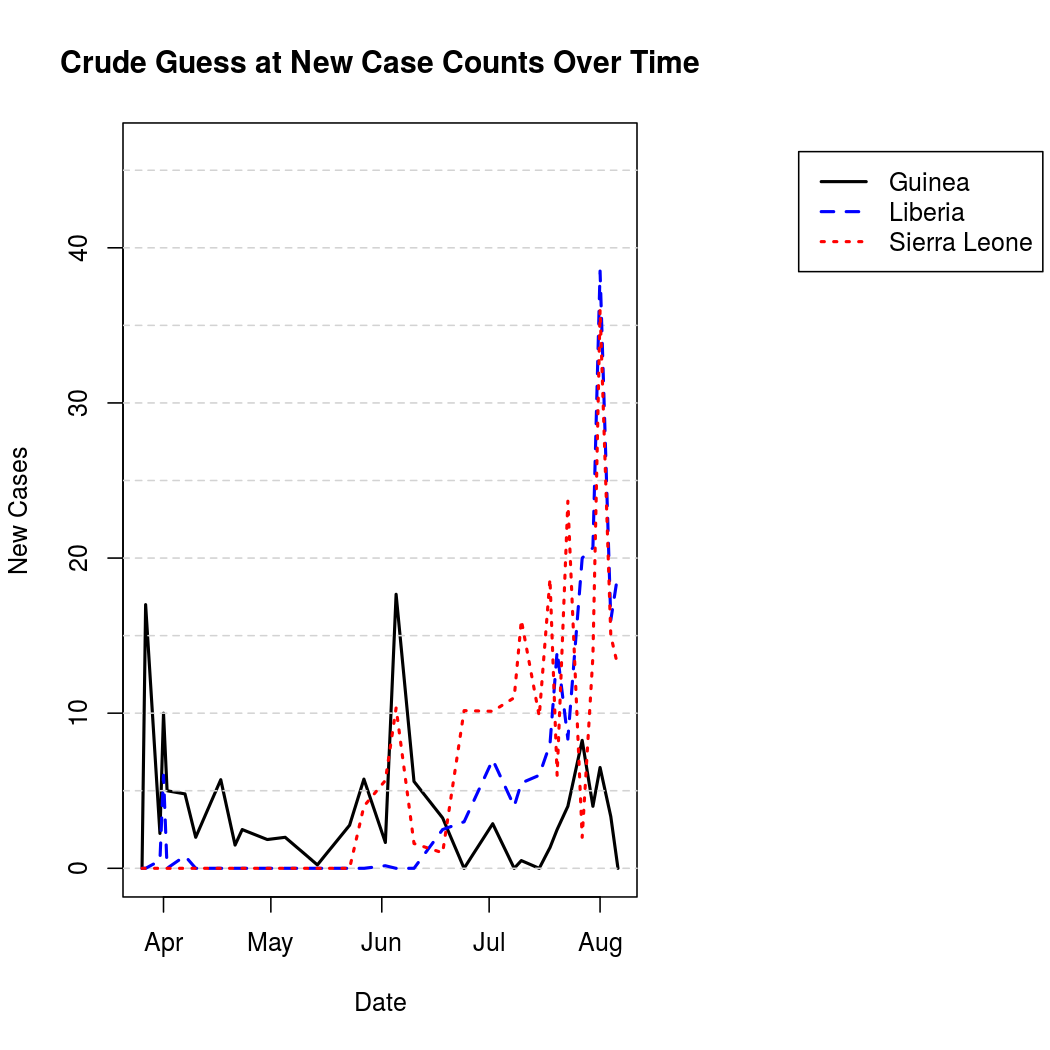 Crude Guess at New Case Counts Over Time
Guinea
Liberia
Sierra Leone
40
30
20
10
0
New Cases
Apr May Jun Jul Aug
Date